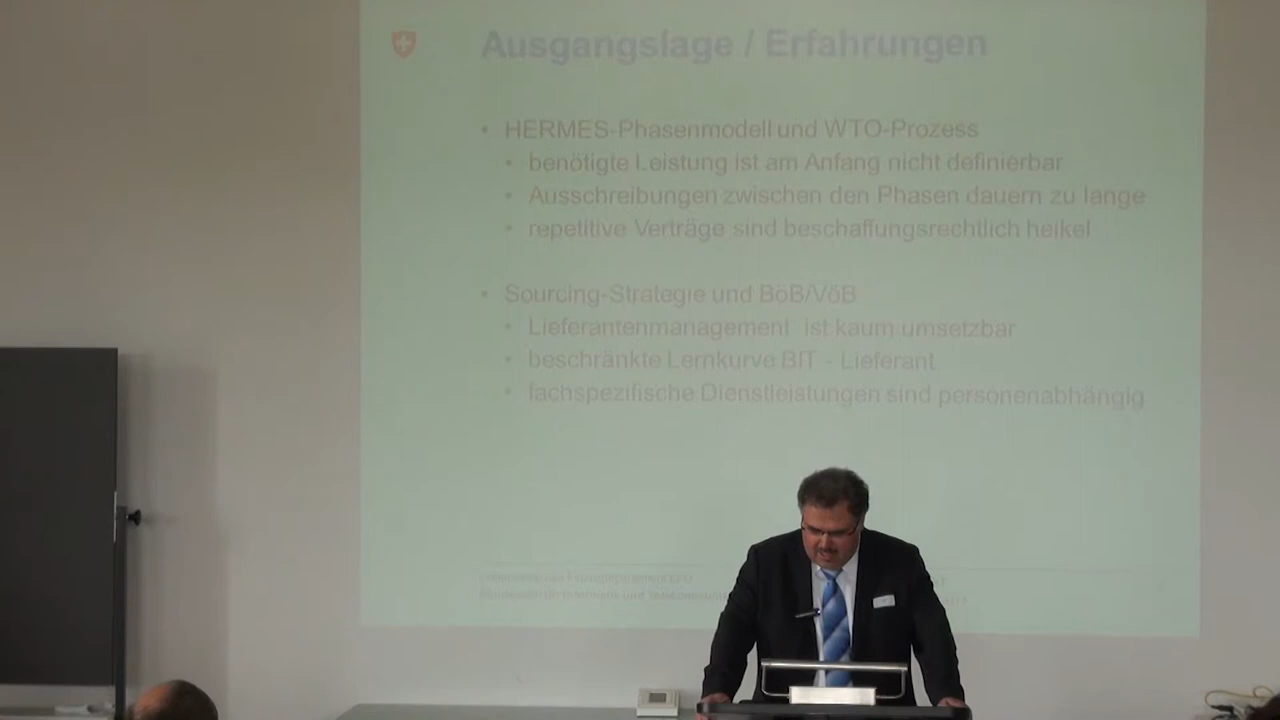 Ausgangslage / Erfahrungen
• HERMES-Phasenmodell und WTO-Prozess
• benötigte Leistung ist am Anfang nicht definierbar
• Ausschreibungen zwischen den Phasen dauern zu lange
• repetitive Verträge sind beschaffungsrechtlich heikel
• Sourcing-Strategie und BöB/VöB
• Lieferantenmanagement ist kaum umsetzbar
• beschränkte Lernkurve BIT - Lieferant
• fachspezifische Dienstleistungen sind personenabhängig